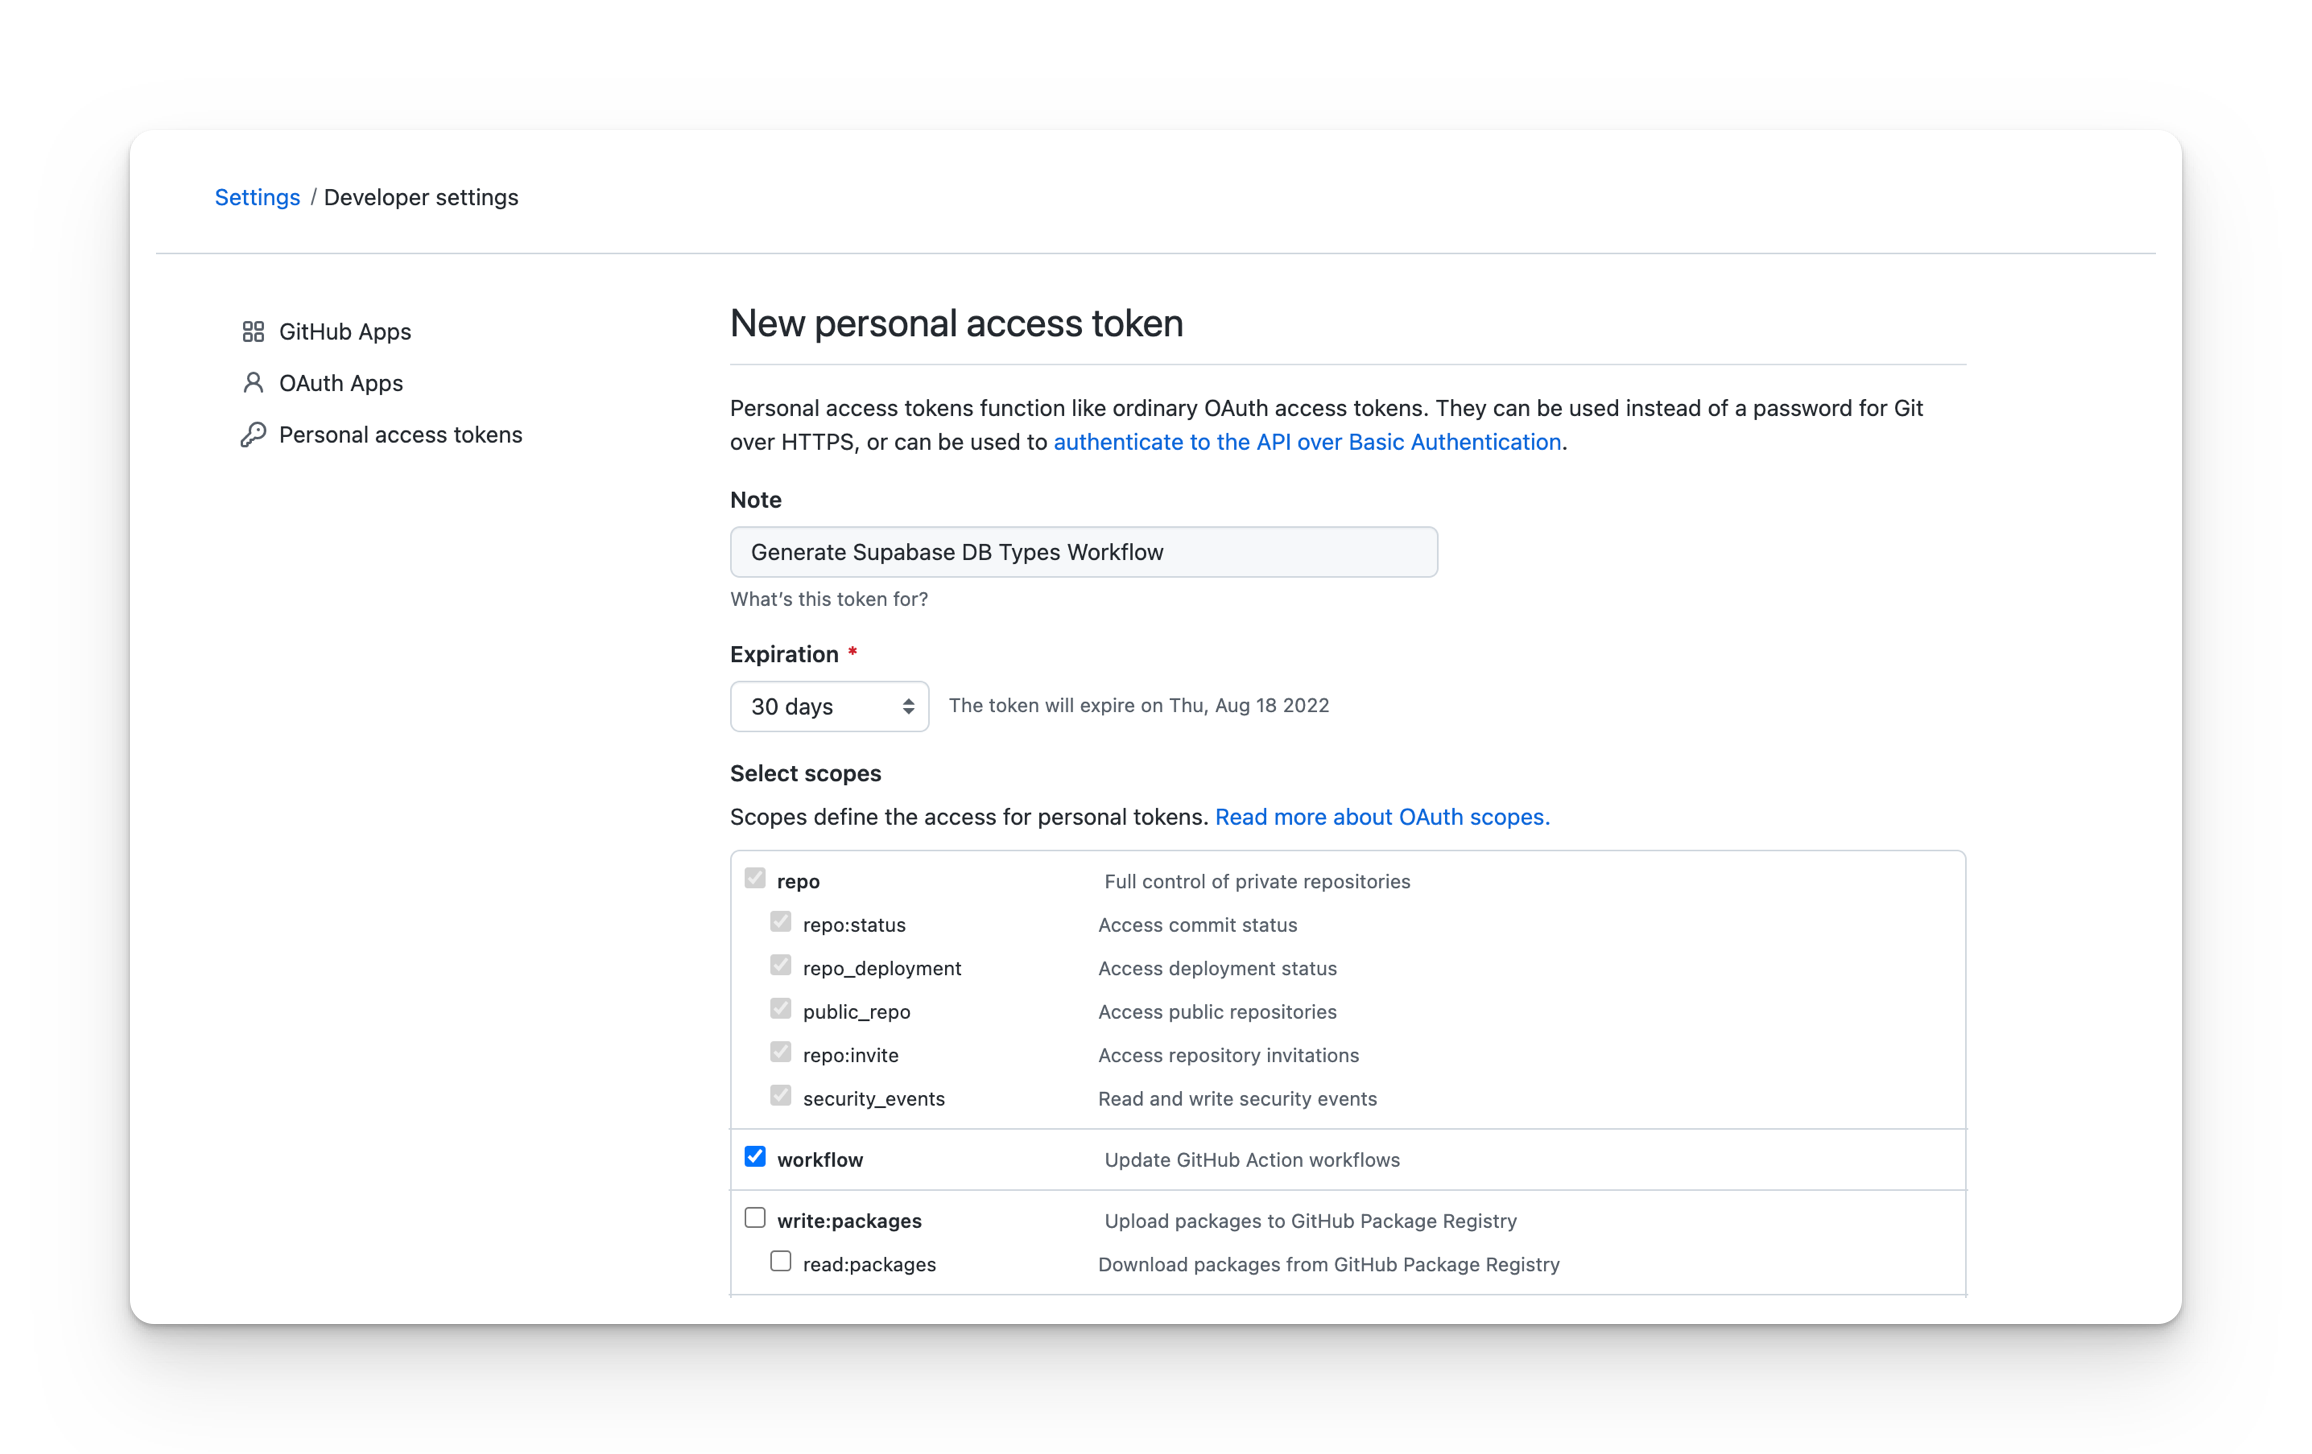 Settings / Developer settings
GitHub Apps
OAuth Apps
Personal access tokens
New personal access token
Personal access tokens function like ordinary OAuth access tokens. They can be used instead of a password for Git
over HTTPS, or can be used to authenticate to the API over Basic Authentication.
Note
Generate Supabase DB Types Workflow
What's this token for?
Expiration *
30 days The token will expire on Thu, Aug 18 2022
Select scopes
Scopes define the access for personal tokens. Read more about OAuth scopes.
repo Full control of private repositories
repo:status Access commit status
repo_deployment Access deployment status
public_repo Access public repositories
repo:invite Access repository invitations
security_events Read and write security events
workflow Update GitHub Action workflows
write:packages Upload packages to GitHub Package Registry
read:packages Download packages from GitHub Package Registry